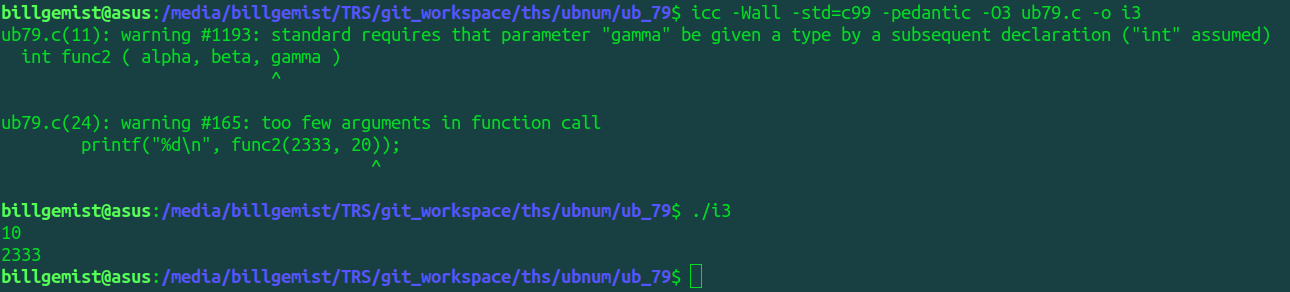 billgemist@asus:/media/billgemist/TRS/git_workspace/ths/ubnum/ub_79$ icc -Wall -std=c99 -pedantic -O3 ub79.c -o i3
ub79.c(11): warning #1193: standard requires that parameter "gamma" be given a type by a subsequent declaration ("int" assumed)
  int func2 ( alpha, beta, gamma )
                           ^

ub79.c(24): warning #165: too few arguments in function call
        printf("%d\n", func2(2333, 20));
                                     ^

billgemist@asus:/media/billgemist/TRS/git_workspace/ths/ubnum/ub_79$ ./i3
10
2333
billgemist@asus:/media/billgemist/TRS/git_workspace/ths/ubnum/ub_79$